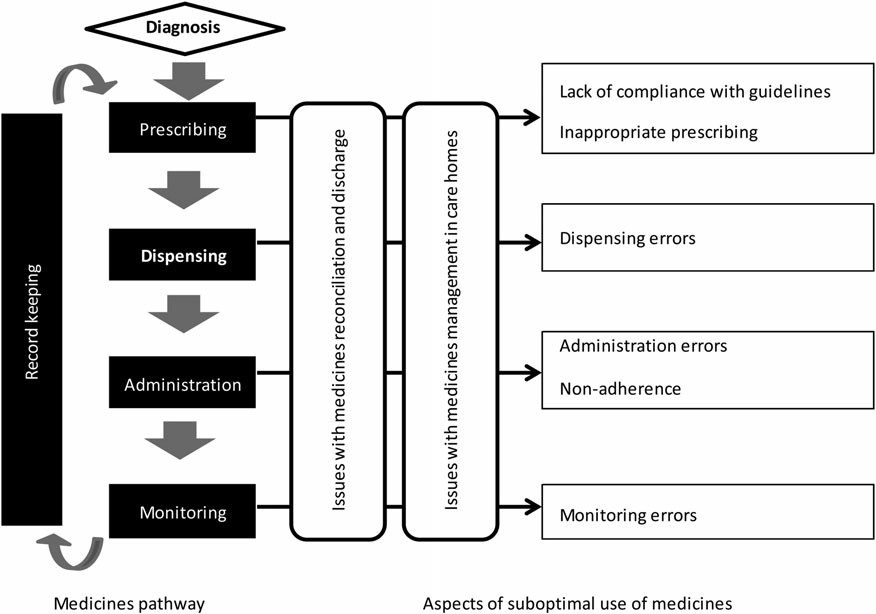 Diagnosis
Record keeping
Prescribing
Dispensing
Administration
Monitoring
Issues with medicines reconciliation and discharge
Issues with medicines management in care homes
Lack of compliance with guidelines
Inappropriate prescribing
Dispensing errors
Administration errors
Non-adherence
Monitoring errors
Medicines pathway
Aspects of suboptimal use of medicines